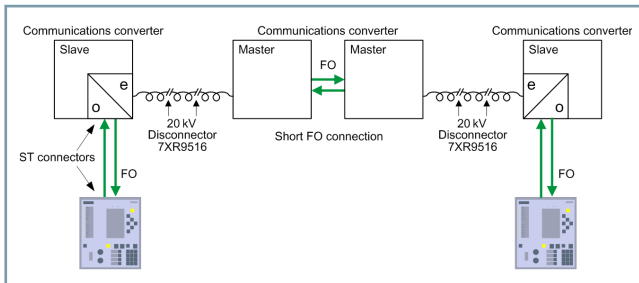 Communications converter
Communications converter
Communications converter
Slave
Master
Master
Slave
FO
e
o
e
o
20 kV
Disconnector
7XR9516
Short FO connection
20 kV
Disconnector
7XR9516
ST connectors
FO
FO